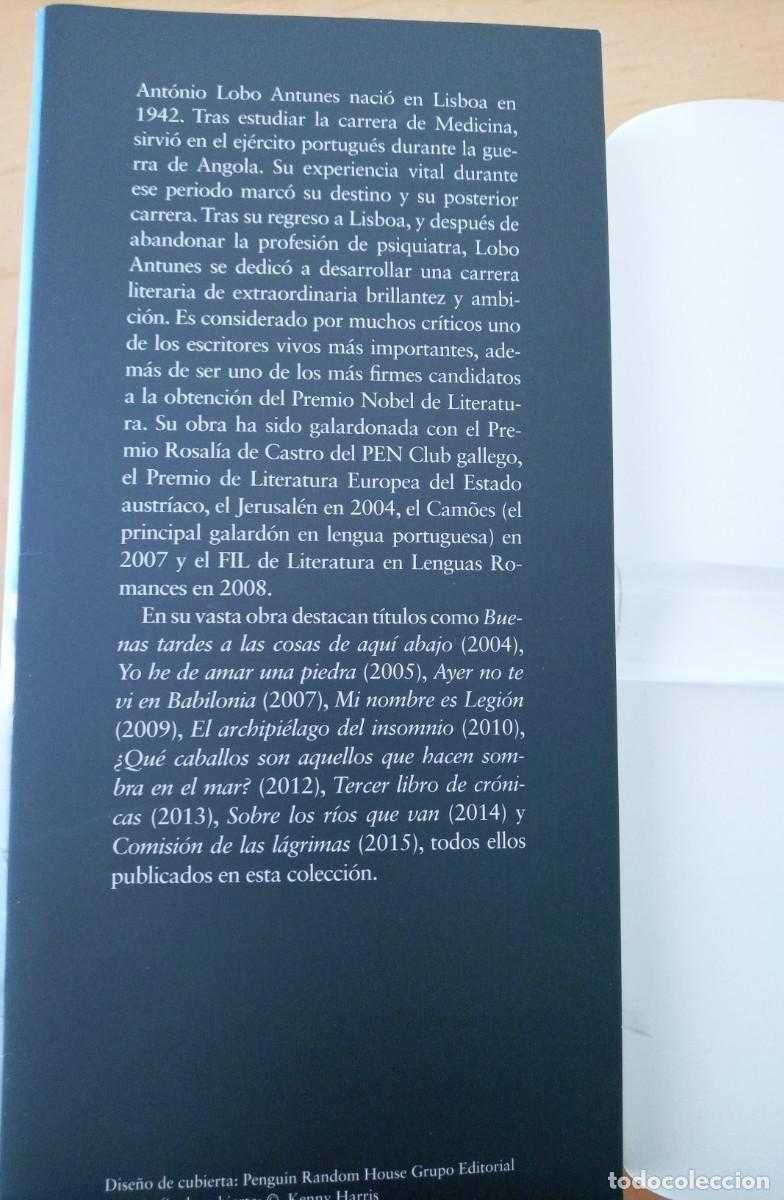 António Lobo Antunes nació en Lisboa en
1942. Tras estudiar la carrera de Medicina,
sirvió en el ejército portugués durante la gue-
rra de Angola. Su experiencia vital durante
ese periodo marcó su destino y su posterior
carrera. Tras su regreso a Lisboa, y después de
abandonar la profesión de psiquiatra, Lobo
Antunes se dedicó a desarrollar una carrera
literaria de extraordinaria brillantez y ambi-
ción. Es considerado por muchos críticos uno
de los escritores vivos más importantes, ade-
más de ser uno de los más firmes candidatos
a la obtención del Premio Nobel de Literatu-
ra. Su obra ha sido galardonada con el Pre-
mio Rosalía de Castro del PEN Club gallego,
el Premio de Literatura Europea del Estado
austríaco, el Jerusalén en 2004, el Camões (el
principal galardón en lengua portuguesa) en
2007 y el FIL de Literatura en Lenguas Ro-
mances en 2008.
En su vasta obra destacan títulos como Bue-
nas tardes a las cosas de aquí abajo (2004),
Yo he de amar una piedra (2005), Ayer no te
vi en Babilonia (2007), Mi nombre es Legión
(2009), El archipiélago del insomnio (2010),
¿Qué caballos son aquellos que hacen som-
bra en el mar? (2012), Tercer libro de cróni-
cas (2013), Sobre los ríos que van (2014) y
Comisión de las lágrimas (2015), todos ellos
publicados en esta colección.
Diseño de cubierta: Penguin Random House Grupo Editorial
© Kenny Harris
todocoleccion